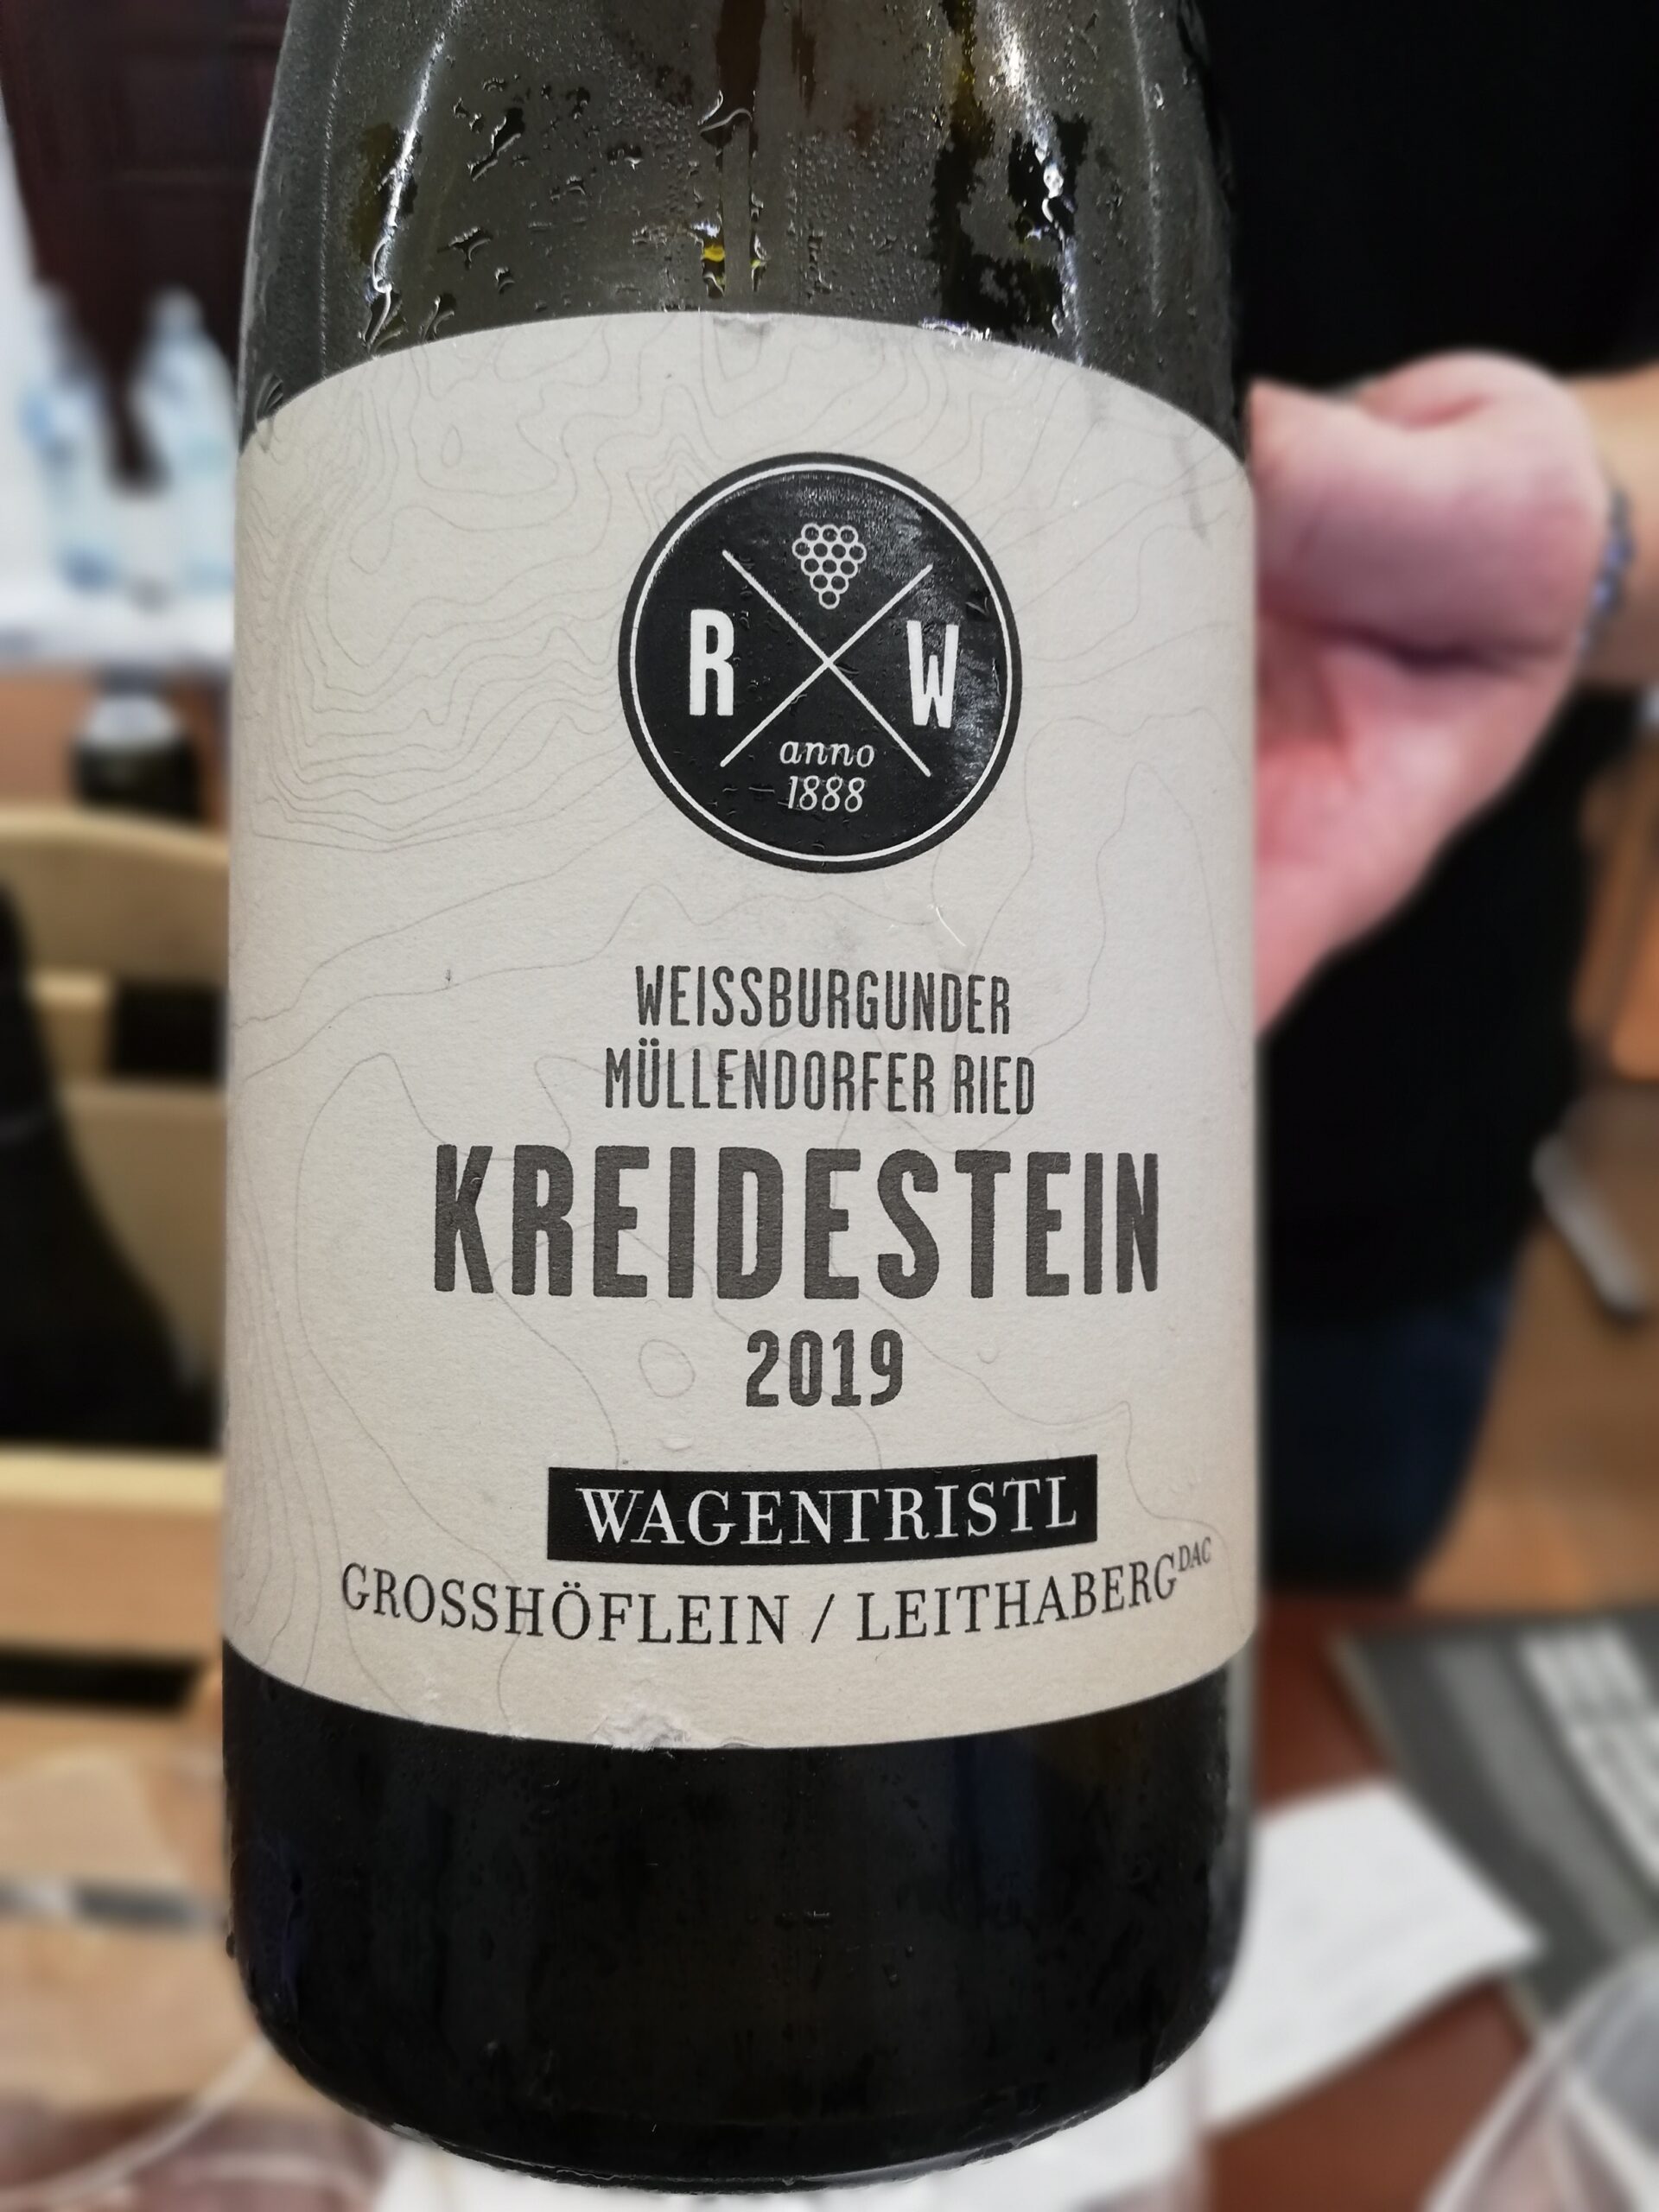 R W
anno
1888
WEISSBURGUNDER
MÜLLENDORFER RIED
KREIDESTEIN
2019
WAGENTRISTL
GROSSHÖFLEIN / LEITHABERG DAC